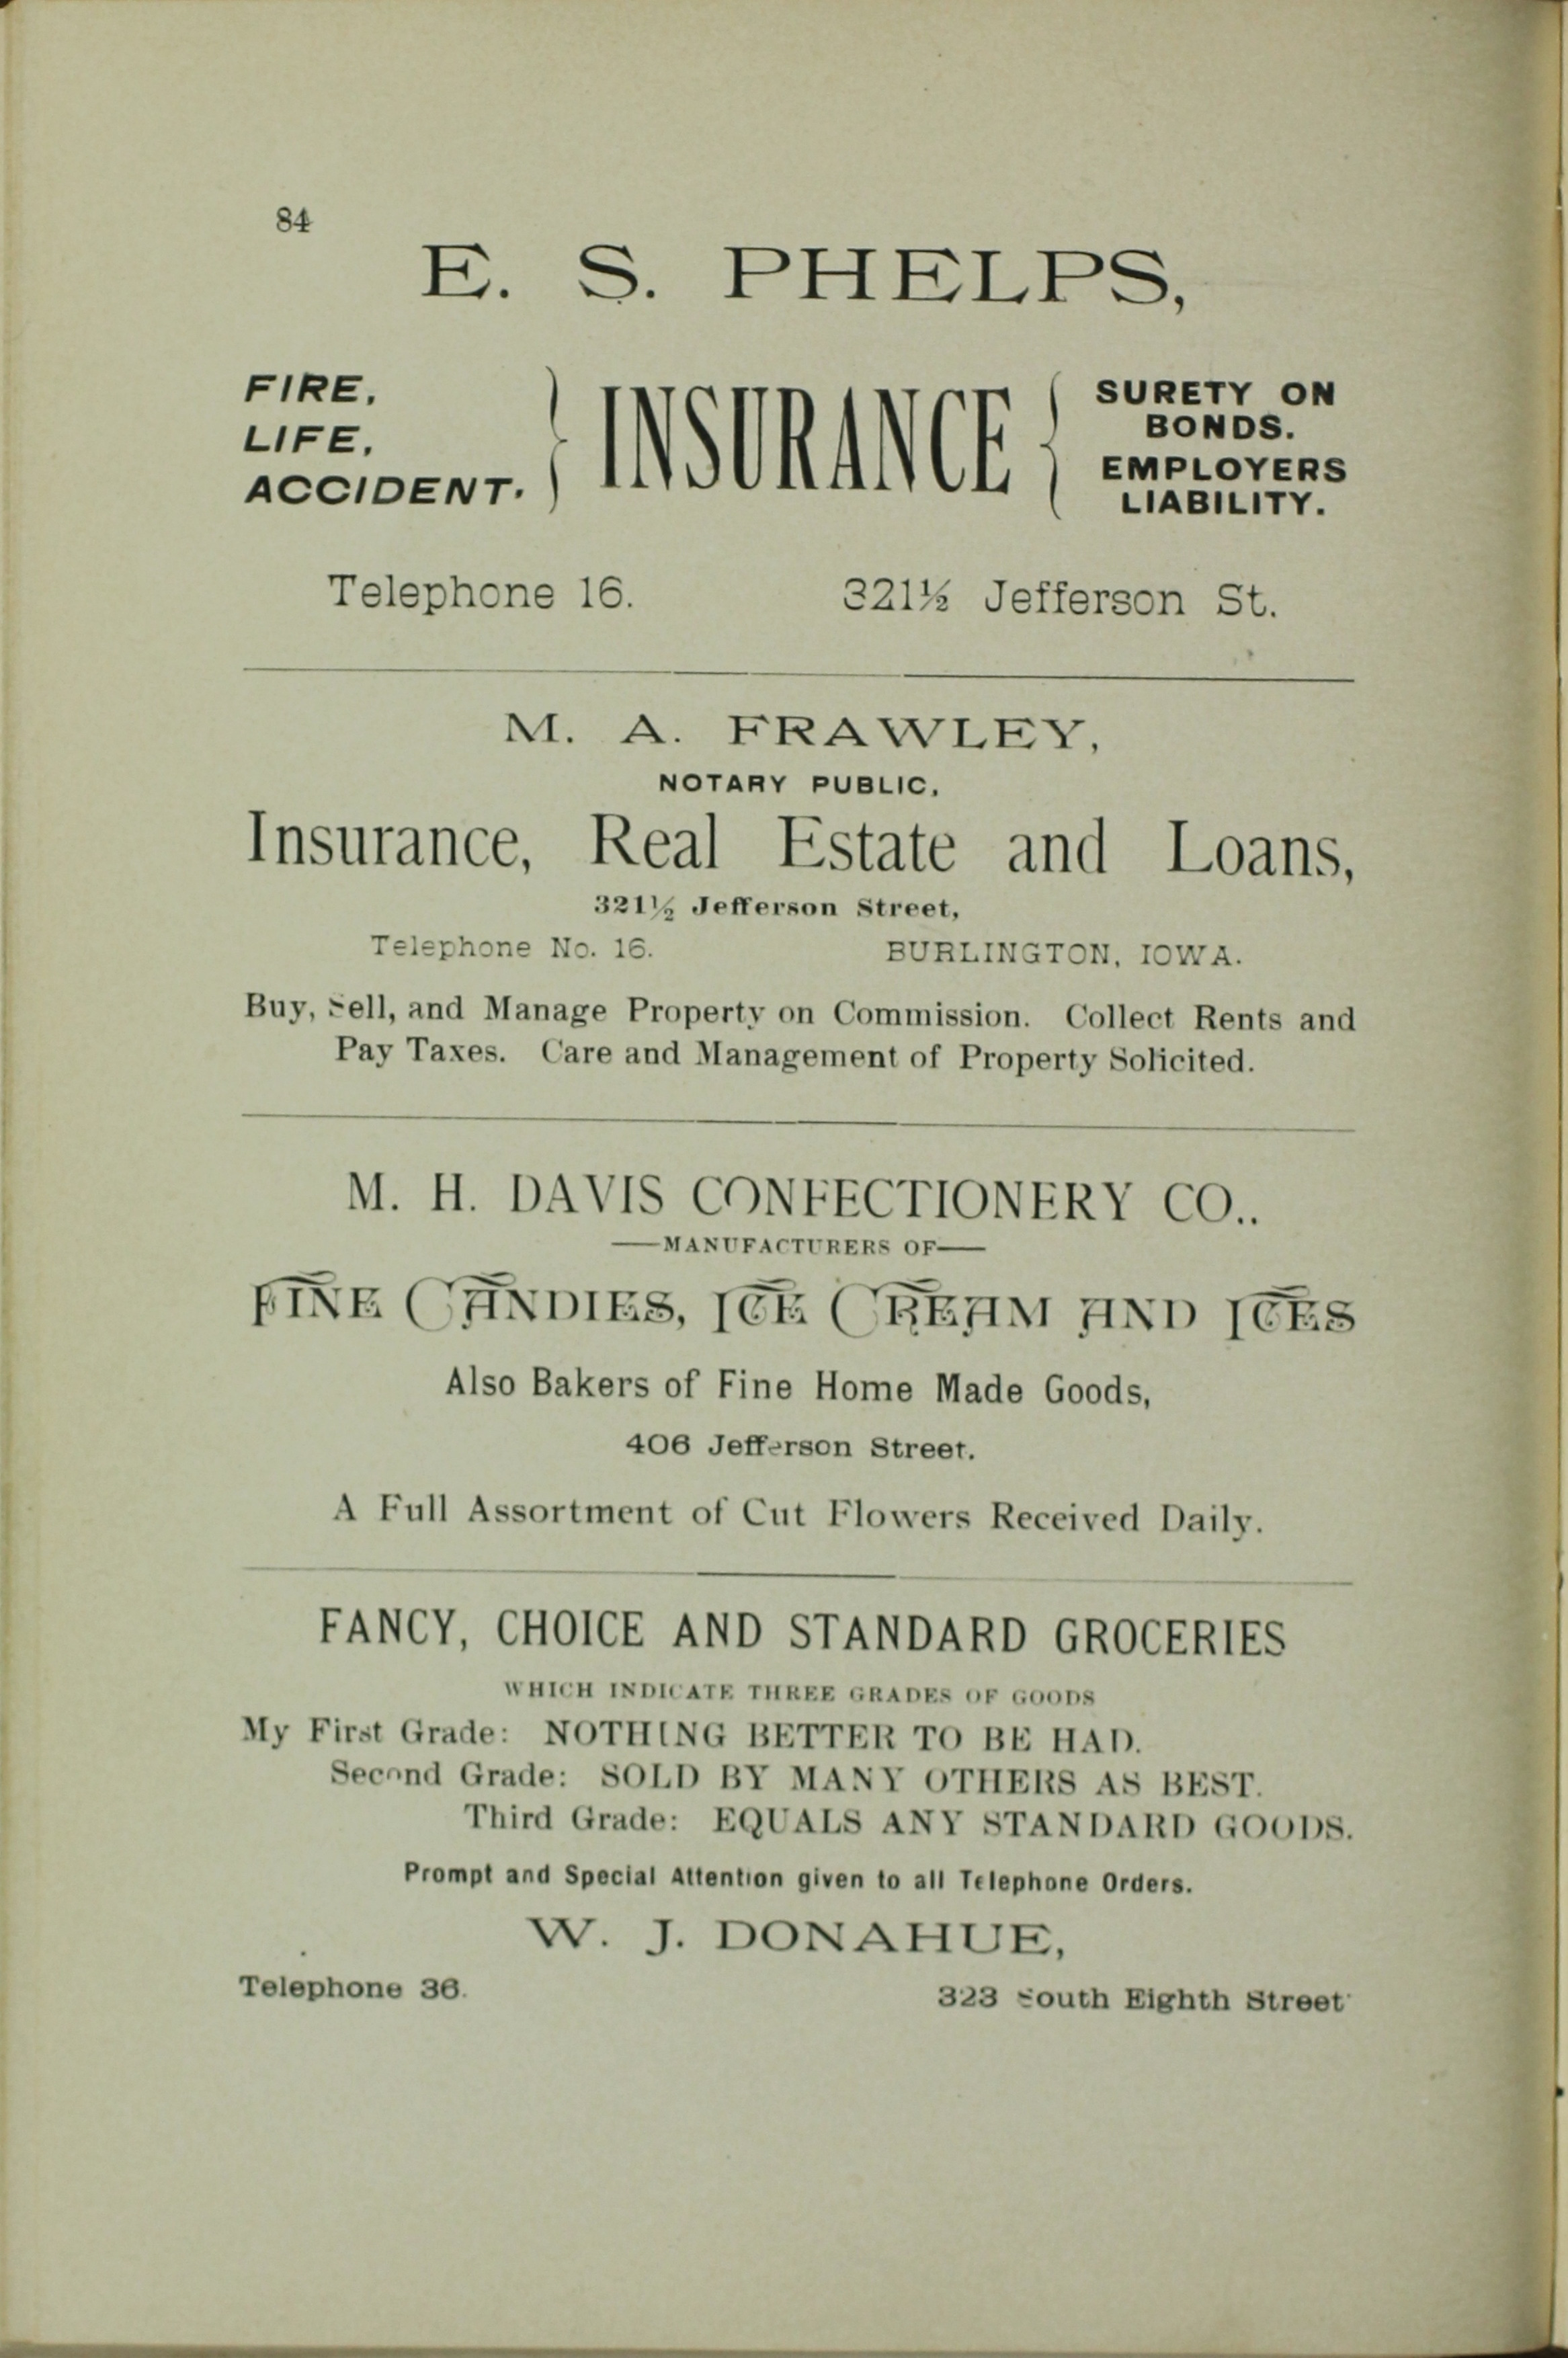 84
E. S. PHELPS,
FIRE,
LIFE,
ACCIDENT.
INSURANCE
SURETY ON
BONDS.
EMPLOYERS
LIABILITY.
Telephone 16. 321½ Jefferson St.
M. A. FRAWLEY,
NOTARY PUBLIC,
Insurance, Real Estate and Loans,
321½ Jefferson Street,
Telephone No. 16. BURLINGTON, IOWA.
Buy, Sell, and Manage Property on Commission. Collect Rents and
Pay Taxes. Care and Management of Property Solicited.
M. H. DAVIS CONFECTIONERY CO..
—MANUFACTURERS OF—
FINE CANDIES, ICE CREAM AND ICES
Also Bakers of Fine Home Made Goods,
406 Jefferson Street.
A Full Assortment of Cut Flowers Received Daily.
FANCY, CHOICE AND STANDARD GROCERIES
WHICH INDICATE THREE GRADES OF GOODS
My First Grade: NOTHING BETTER TO BE HAD.
Second Grade: SOLD BY MANY OTHERS AS BEST.
Third Grade: EQUALS ANY STANDARD GOODS.
Prompt and Special Attention given to all Telephone Orders.
W. J. DONAHUE,
Telephone 36. 323 South Eighth Street